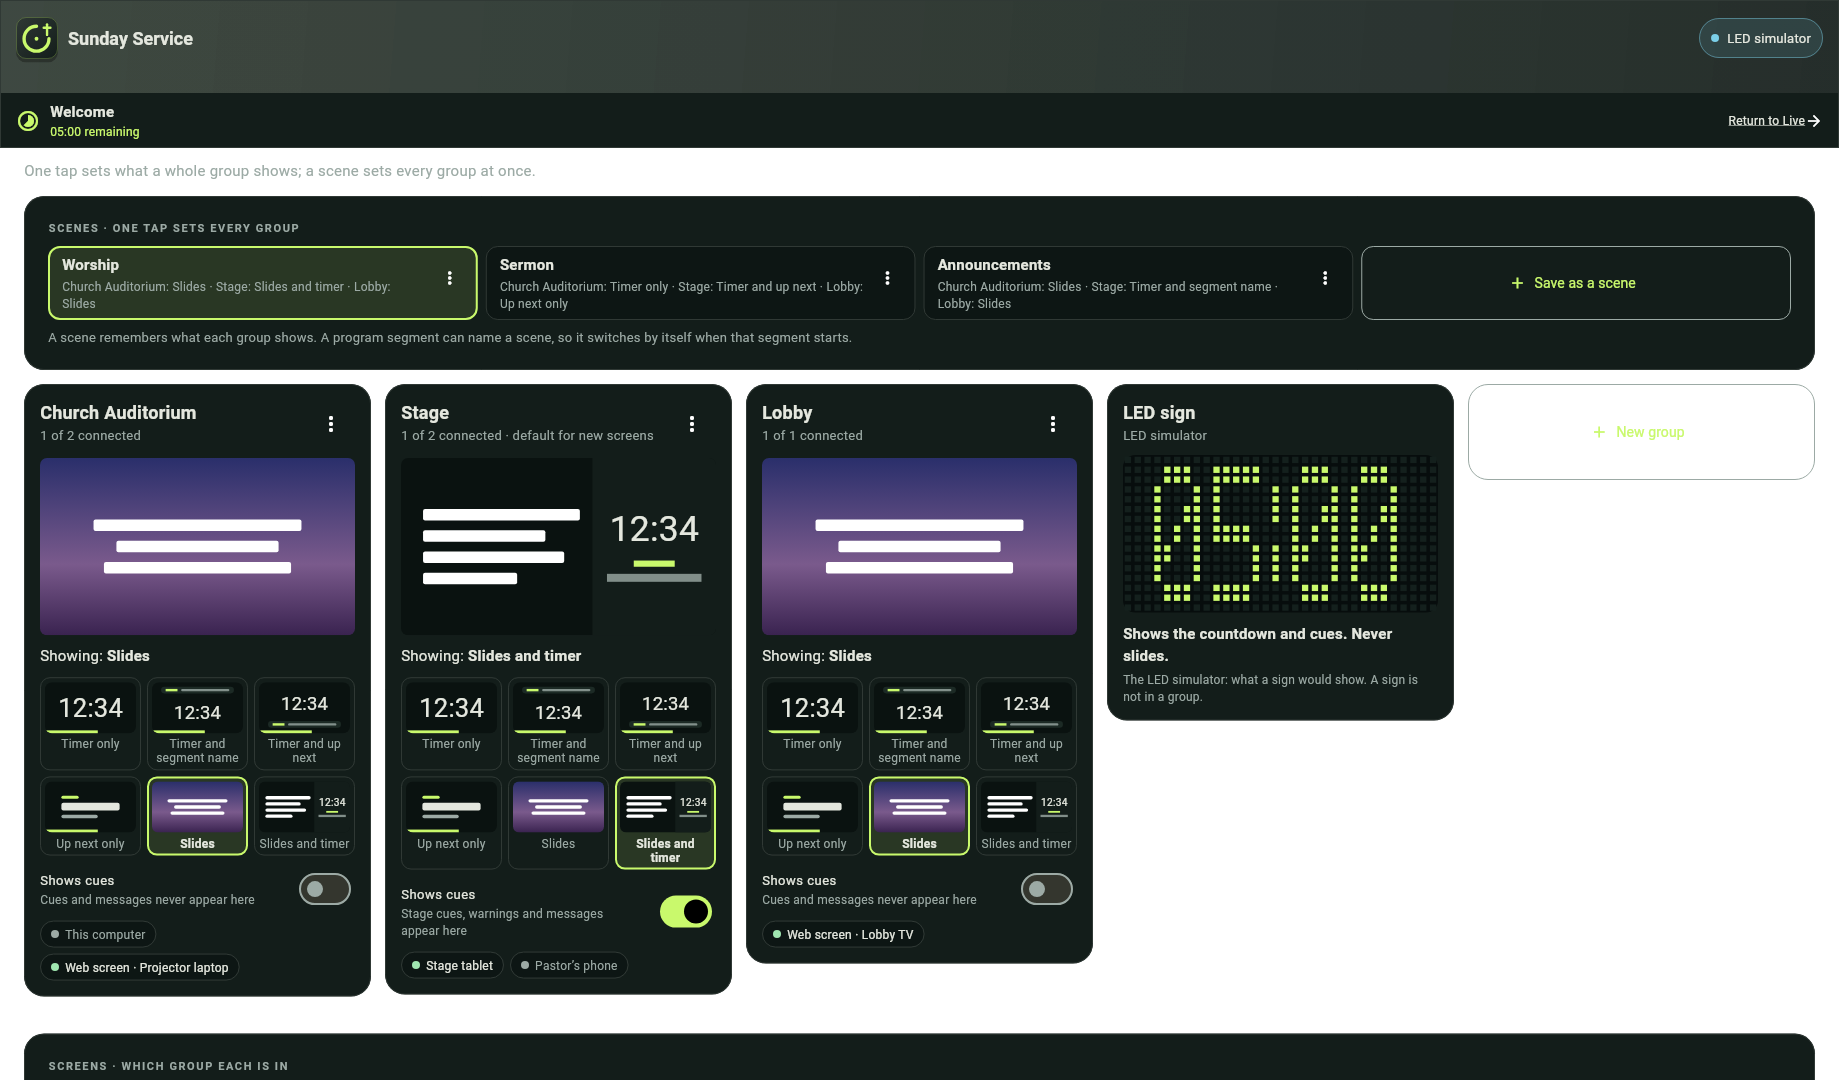 Sunday Service
LED simulator
Welcome
05:00 remaining
Return to Live
One tap sets what a whole group shows; a scene sets every group at once.
SCENES · ONE TAP SETS EVERY GROUP
Worship
Church Auditorium: Slides · Stage: Slides and timer · Lobby:
Slides
Sermon
Church Auditorium: Timer only · Stage: Timer and up next · Lobby:
Up next only
Announcements
Church Auditorium: Slides · Stage: Timer and segment name ·
Lobby: Slides
+ Save as a scene
A scene remembers what each group shows. A program segment can name a scene, so it switches by itself when that segment starts.
Church Auditorium
1 of 2 connected
Showing: Slides
12:34
Timer only
12:34
Timer and
segment name
12:34
Timer and up
next
Up next only
Slides
12:34
Slides and timer
Shows cues
Cues and messages never appear here
This computer
Web screen · Projector laptop
Stage
1 of 2 connected · default for new screens
12:34
Showing: Slides and timer
12:34
Timer only
12:34
Timer and
segment name
12:34
Timer and up
next
Up next only
Slides
12:34
Slides and
timer
Shows cues
Stage cues, warnings and messages
appear here
Stage tablet
Pastor's phone
Lobby
1 of 1 connected
Showing: Slides
12:34
Timer only
12:34
Timer and
segment name
12:34
Timer and up
next
Up next only
Slides
12:34
Slides and timer
Shows cues
Cues and messages never appear here
Web screen · Lobby TV
LED sign
LED simulator
05:00
Shows the countdown and cues. Never
slides.
The LED simulator: what a sign would show. A sign is
not in a group.
+ New group
SCREENS · WHICH GROUP EACH IS IN